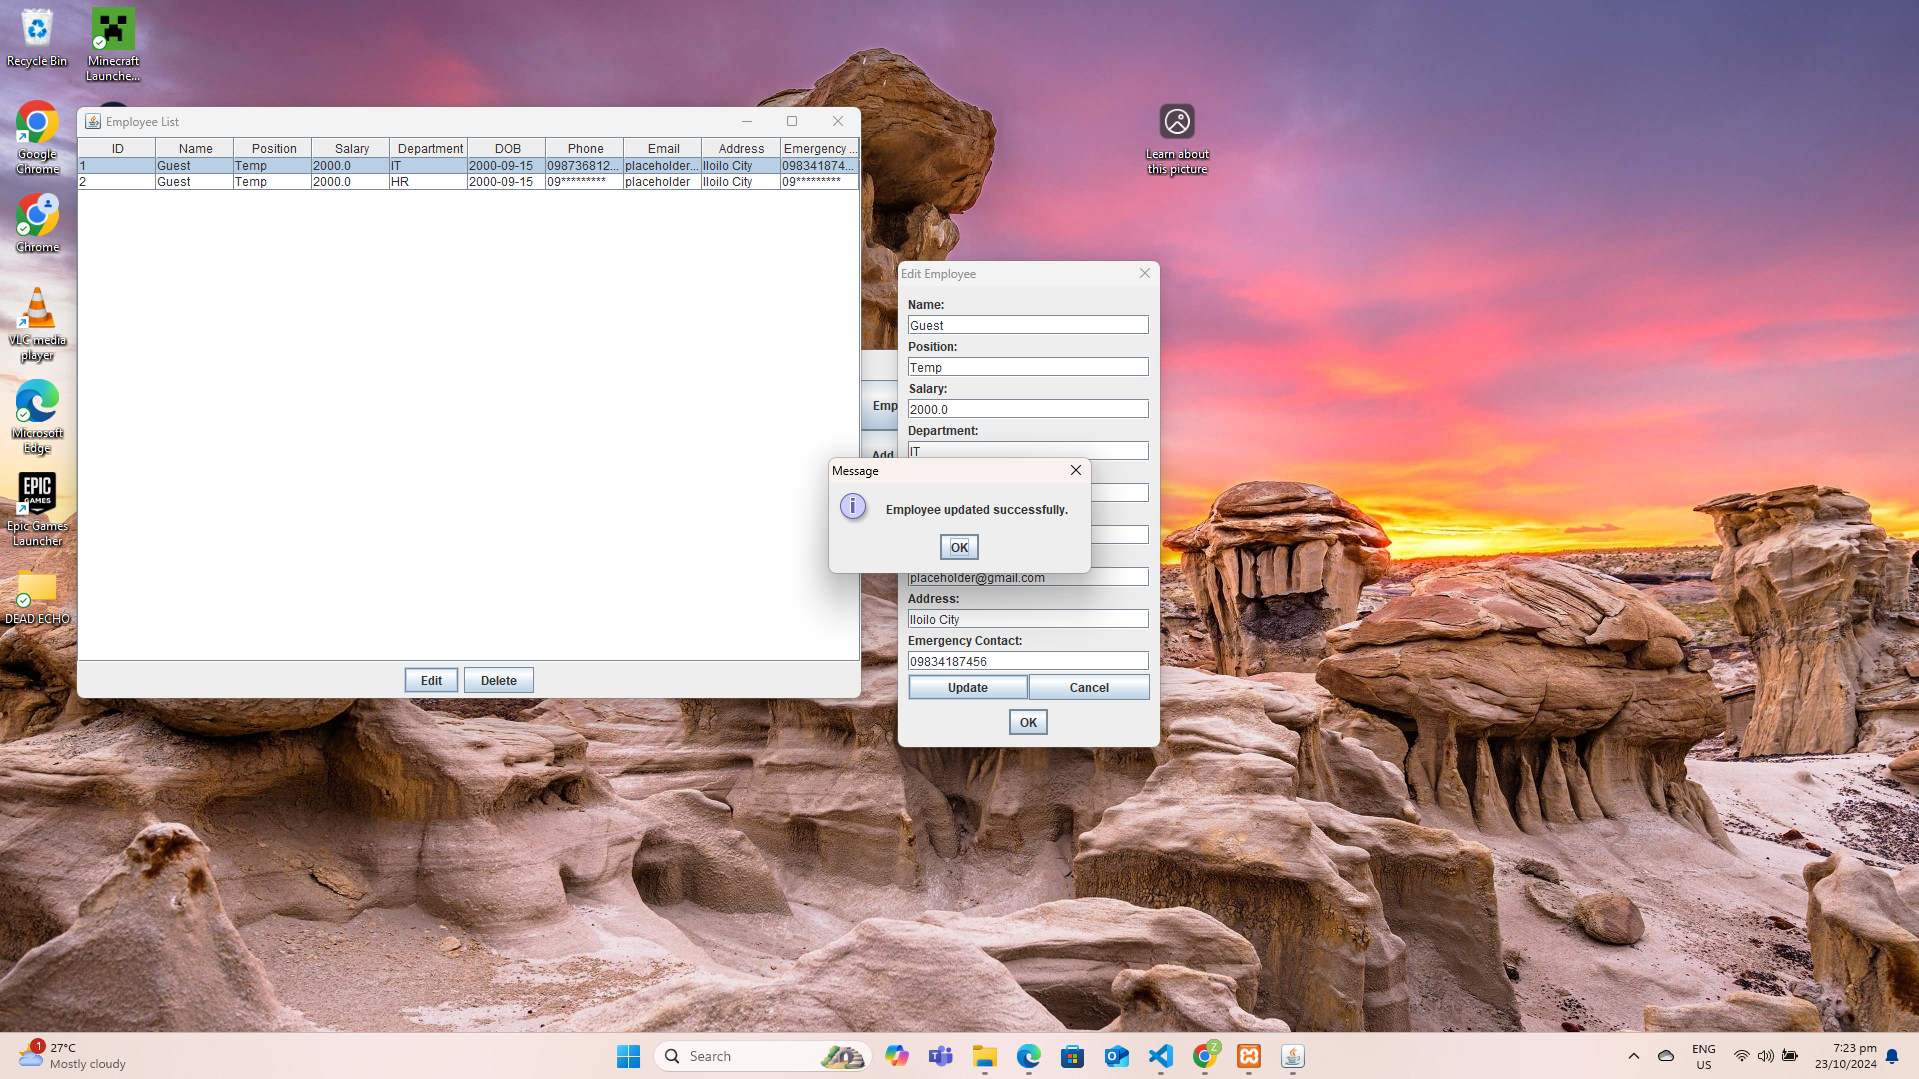 Recycle Bin
Minecraft
Launche...
Google
Chrome
Chrome
VLC media
player
Microsoft
Edge
EPIC
GAMES
Epic Games
Launcher
DEAD ECHO
Learn about
this picture
Employee List
ID Name Position Salary Department DOB Phone Email Address Emergency ...
1 Guest Temp 2000.0 IT 2000-09-15 098736812... placeholder... Iloilo City 098341874...
2 Guest Temp 2000.0 HR 2000-09-15 09********* placeholder Iloilo City 09*********
Edit Delete
Emp
Add
Edit Employee
Name:
Guest
Position:
Temp
Salary:
2000.0
Department:
IT
Message
Employee updated successfully.
OK
placeholder@gmail.com
Address:
Iloilo City
Emergency Contact:
09834187456
Update Cancel
OK
1
27°C
Mostly cloudy
Search
Z
ENG
US
7:23 pm
23/10/2024